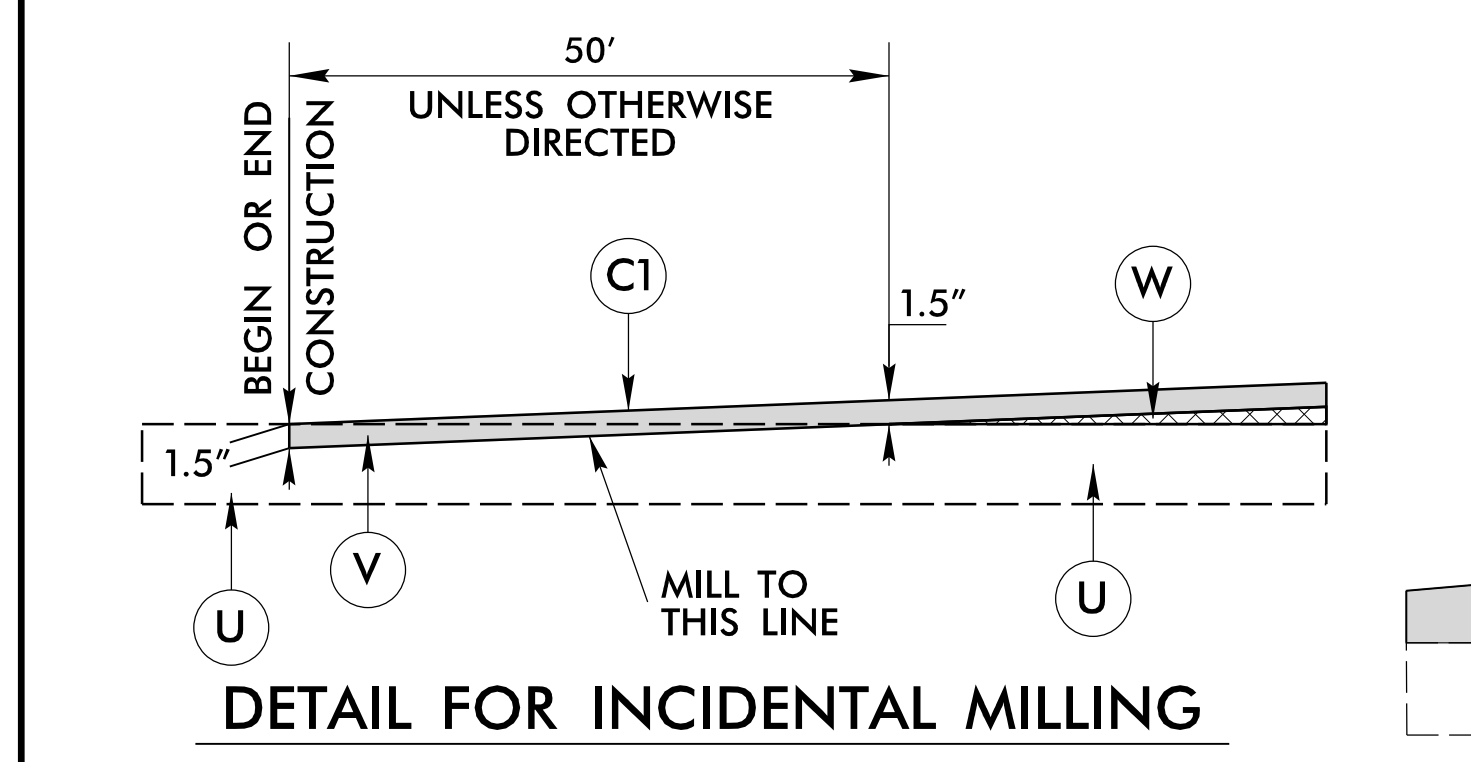 50'
UNLESS OTHERWISE
DIRECTED
BEGIN OR END
CONSTRUCTION
C1
W
1.5"
1.5"
V
U
MILL TO
THIS LINE
U
DETAIL FOR INCIDENTAL MILLING